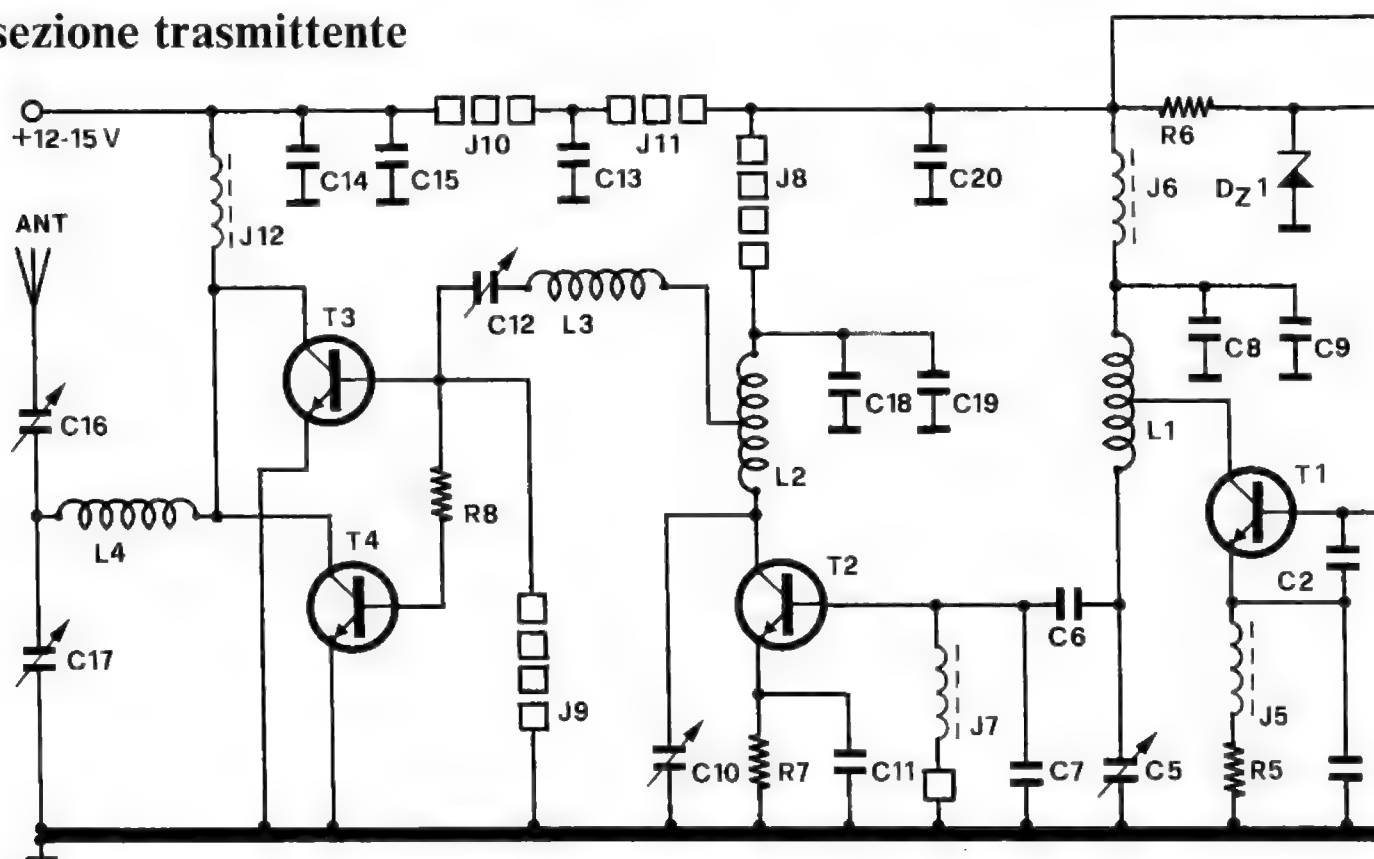 sezione trasmittente
+12-15 V
J10
J11
R6
C14
C15
C13
J8
C20
J6
DZ1
ANT
J12
T3
C12
L3
C8
C9
C16
C18
C19
L1
R8
L2
T1
L4
T4
T2
C2
C6
C17
J9
J7
J5
C10
R7
C11
C7
C5
R5